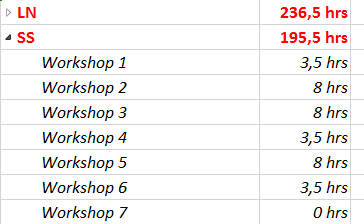 LN 236,5 hrs
SS 195,5 hrs
Workshop 1 3,5 hrs
Workshop 2 8 hrs
Workshop 3 8 hrs
Workshop 4 3,5 hrs
Workshop 5 8 hrs
Workshop 6 3,5 hrs
Workshop 7 0 hrs